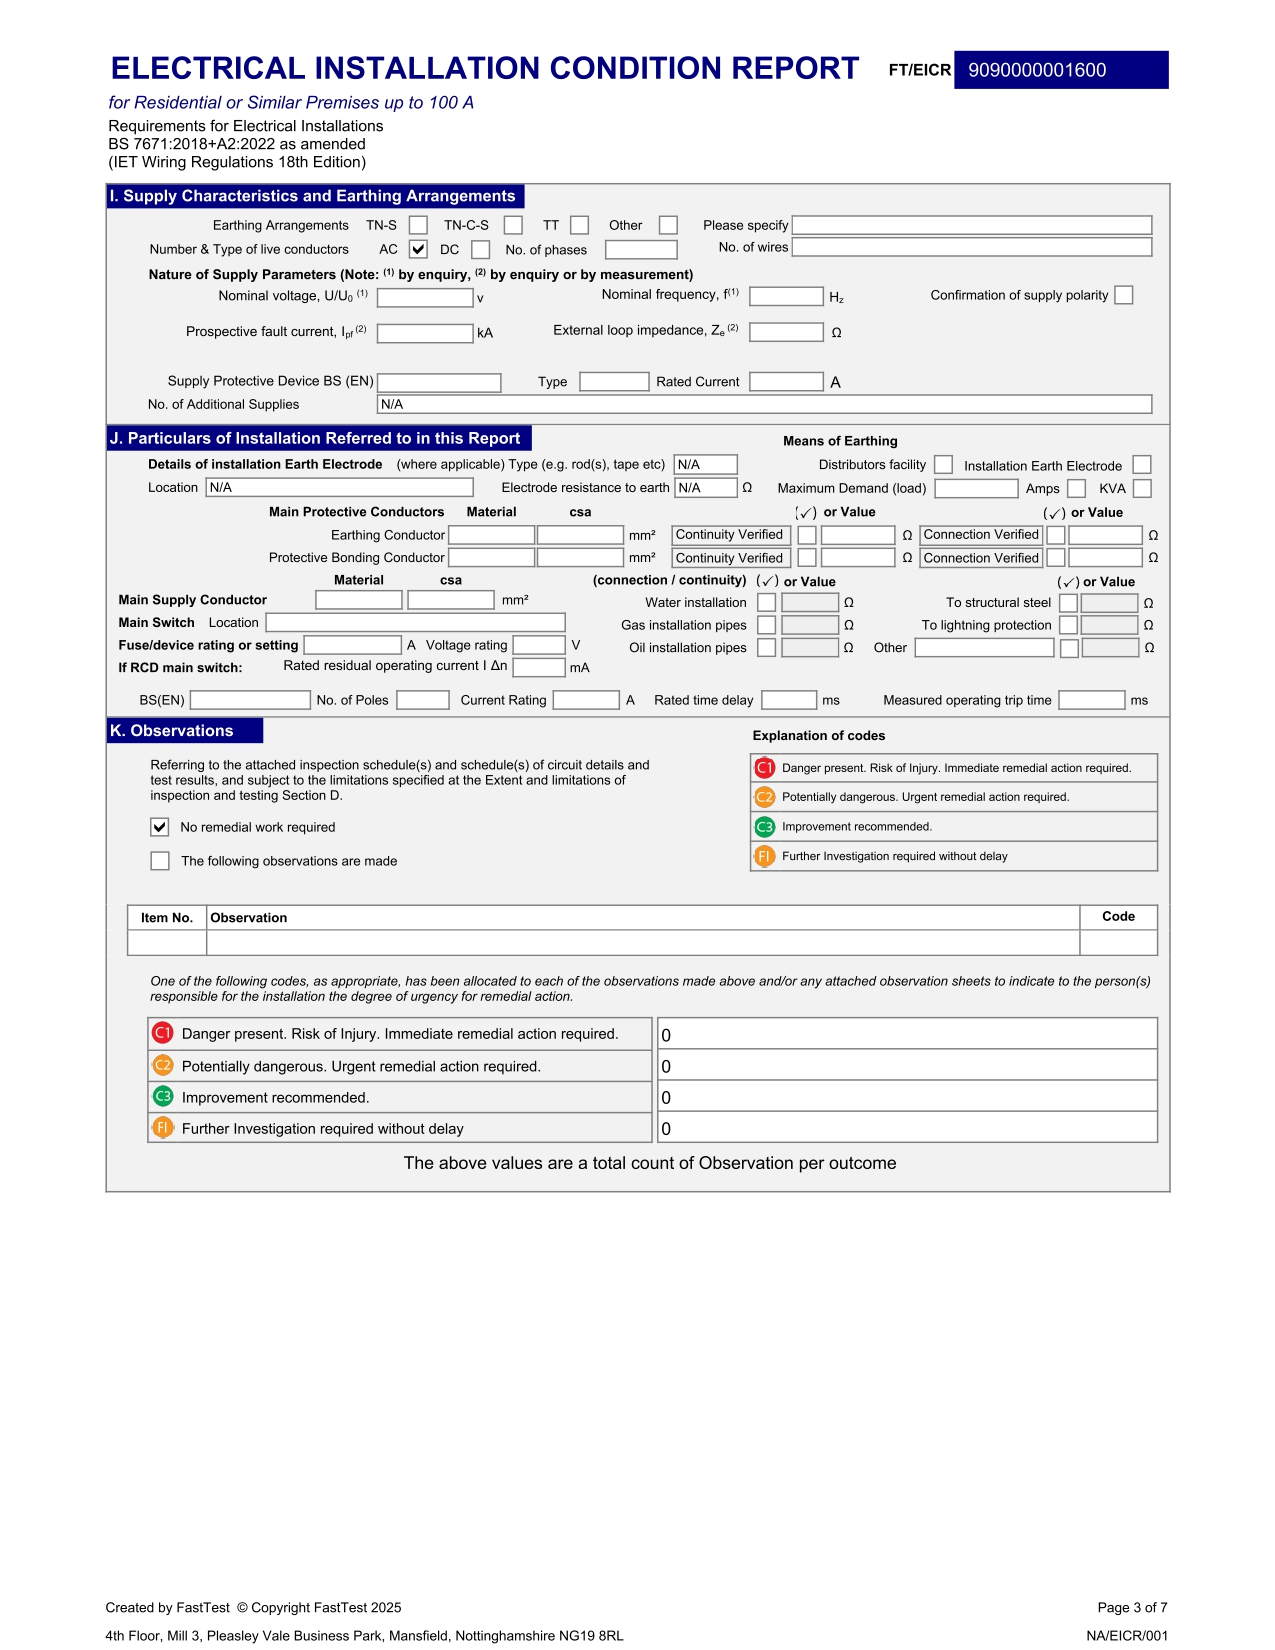 ELECTRICAL INSTALLATION CONDITION REPORT FT/EICR 9090000001600
for Residential or Similar Premises up to 100 A
Requirements for Electrical Installations
BS 7671:2018+A2:2022 as amended
(IET Wiring Regulations 18th Edition)
I. Supply Characteristics and Earthing Arrangements
Earthing Arrangements TN-S TN-C-S TT Other Please specify
Number & Type of live conductors AC ✔ DC No. of phases No. of wires
Nature of Supply Parameters (Note: (1) by enquiry, (2) by enquiry or by measurement)
Nominal voltage, U/U0 (1) v Nominal frequency, f(1) Hz Confirmation of supply polarity
Prospective fault current, Ipf (2) kA External loop impedance, Ze (2) Ω
Supply Protective Device BS (EN) Type Rated Current A
No. of Additional Supplies N/A
J. Particulars of Installation Referred to in this Report Means of Earthing
Details of installation Earth Electrode (where applicable) Type (e.g. rod(s), tape etc) N/A Distributors facility Installation Earth Electrode
Location N/A Electrode resistance to earth N/A Ω Maximum Demand (load) Amps KVA
Main Protective Conductors Material csa (✓) or Value (✓) or Value
Earthing Conductor mm² Continuity Verified Ω Connection Verified Ω
Protective Bonding Conductor mm² Continuity Verified Ω Connection Verified Ω
Material csa (connection / continuity) (✓) or Value (✓) or Value
Main Supply Conductor mm² Water installation Ω To structural steel Ω
Main Switch Location Gas installation pipes Ω To lightning protection Ω
Fuse/device rating or setting A Voltage rating V Oil installation pipes Ω Other Ω
If RCD main switch: Rated residual operating current I Δn mA
BS(EN) No. of Poles Current Rating A Rated time delay ms Measured operating trip time ms
K. Observations
Explanation of codes
Referring to the attached inspection schedule(s) and schedule(s) of circuit details and
test results, and subject to the limitations specified at the Extent and limitations of
inspection and testing Section D.
✔ No remedial work required
The following observations are made
C1 Danger present. Risk of Injury. Immediate remedial action required.
C2 Potentially dangerous. Urgent remedial action required.
C3 Improvement recommended.
FI Further Investigation required without delay
Item No. Observation Code
One of the following codes, as appropriate, has been allocated to each of the observations made above and/or any attached observation sheets to indicate to the person(s)
responsible for the installation the degree of urgency for remedial action.
C1 Danger present. Risk of Injury. Immediate remedial action required. 0
C2 Potentially dangerous. Urgent remedial action required. 0
C3 Improvement recommended. 0
FI Further Investigation required without delay 0
The above values are a total count of Observation per outcome
Created by FastTest © Copyright FastTest 2025 Page 3 of 7
4th Floor, Mill 3, Pleasley Vale Business Park, Mansfield, Nottinghamshire NG19 8RL NA/EICR/001